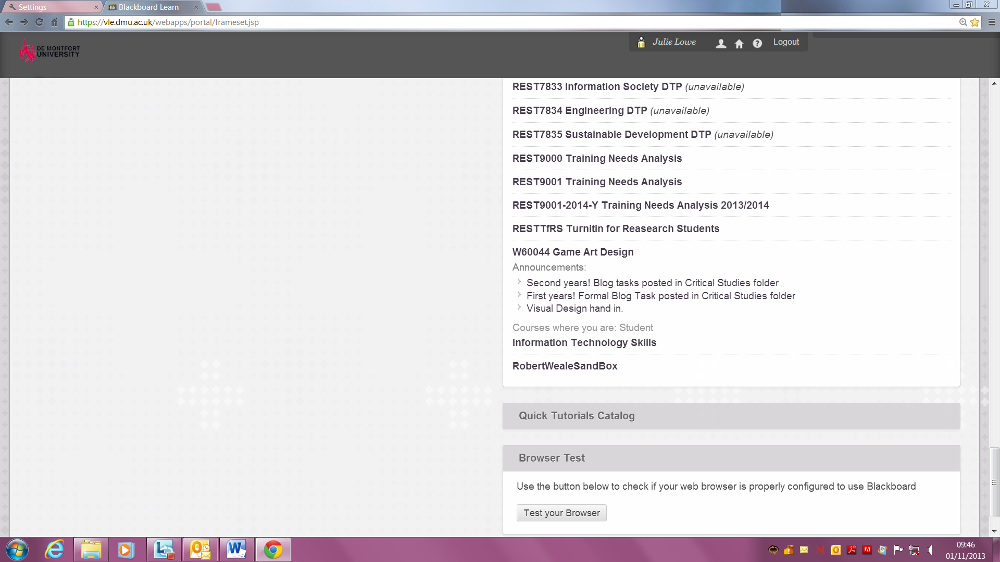 Settings
Blackboard Learn
https://vle.dmu.ac.uk/webapps/portal/frameset.jsp
DE MONTFORT
UNIVERSITY
Julie Lowe
Logout
REST7833 Information Society DTP (unavailable)
REST7834 Engineering DTP (unavailable)
REST7835 Sustainable Development DTP (unavailable)
REST9000 Training Needs Analysis
REST9001 Training Needs Analysis
REST9001-2014-Y Training Needs Analysis 2013/2014
RESTTfRS Turnitin for Reasearch Students
W60044 Game Art Design
Announcements:
Second years! Blog tasks posted in Critical Studies folder
First years! Formal Blog Task posted in Critical Studies folder
Visual Design hand in.
Courses where you are: Student
Information Technology Skills
RobertWealeSandBox
Quick Tutorials Catalog
Browser Test
Use the button below to check if your web browser is properly configured to use Blackboard
Test your Browser
09:46
01/11/2013